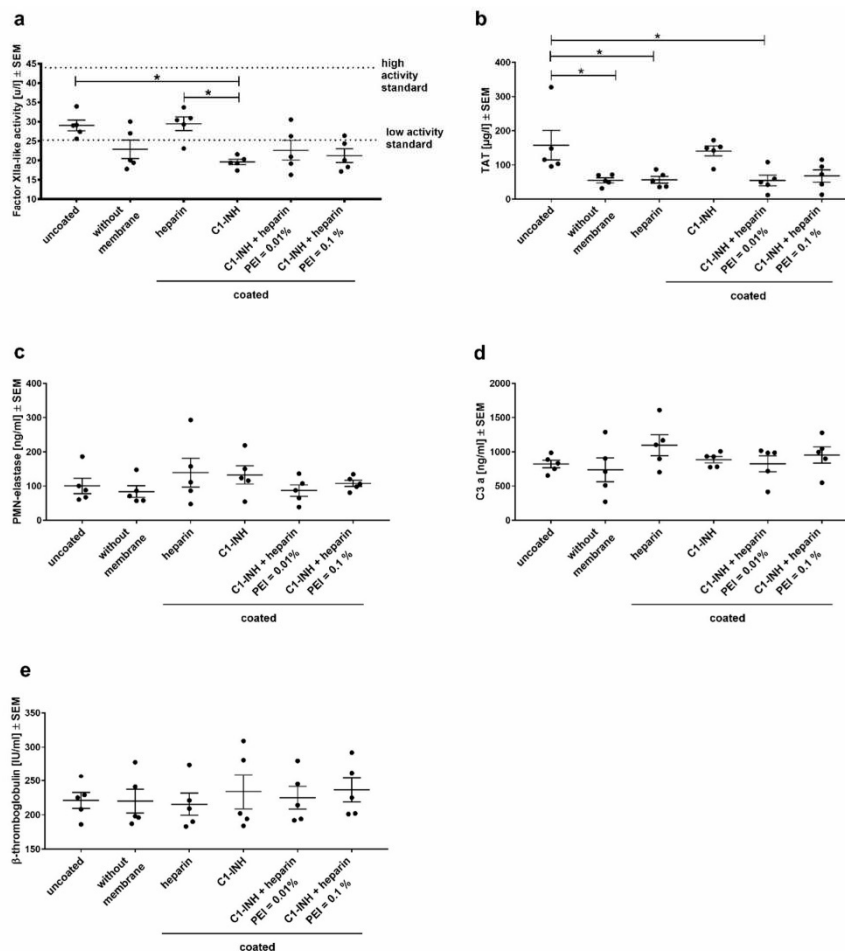 a
Factor XIIa-like activity [u/l] ± SEM
45
40
35
30
25
20
15
10
*
*
high
activity
standard
low activity
standard
uncoated
without
membrane
heparin
C1-INH
C1-INH + heparin
PEI = 0.01%
C1-INH + heparin
PEI = 0.1 %
coated
b
TAT [µg/l] ± SEM
400
300
200
100
0
*
*
*
uncoated
without
membrane
heparin
C1-INH
C1-INH + heparin
PEI = 0.01%
C1-INH + heparin
PEI = 0.1 %
coated
c
PMN-elastase [ng/ml] ± SEM
400
300
200
100
0
uncoated
without
membrane
heparin
C1-INH
C1-INH + heparin
PEI = 0.01%
C1-INH + heparin
PEI = 0.1 %
coated
d
C3 a [ng/ml] ± SEM
2000
1500
1000
500
0
uncoated
without
membrane
heparin
C1-INH
C1-INH + heparin
PEI = 0.01%
C1-INH + heparin
PEI = 0.1 %
coated
e
β-thromboglobulin [IU/ml] ± SEM
350
300
250
200
150
uncoated
without
membrane
heparin
C1-INH
C1-INH + heparin
PEI = 0.01%
C1-INH + heparin
PEI = 0.1 %
coated